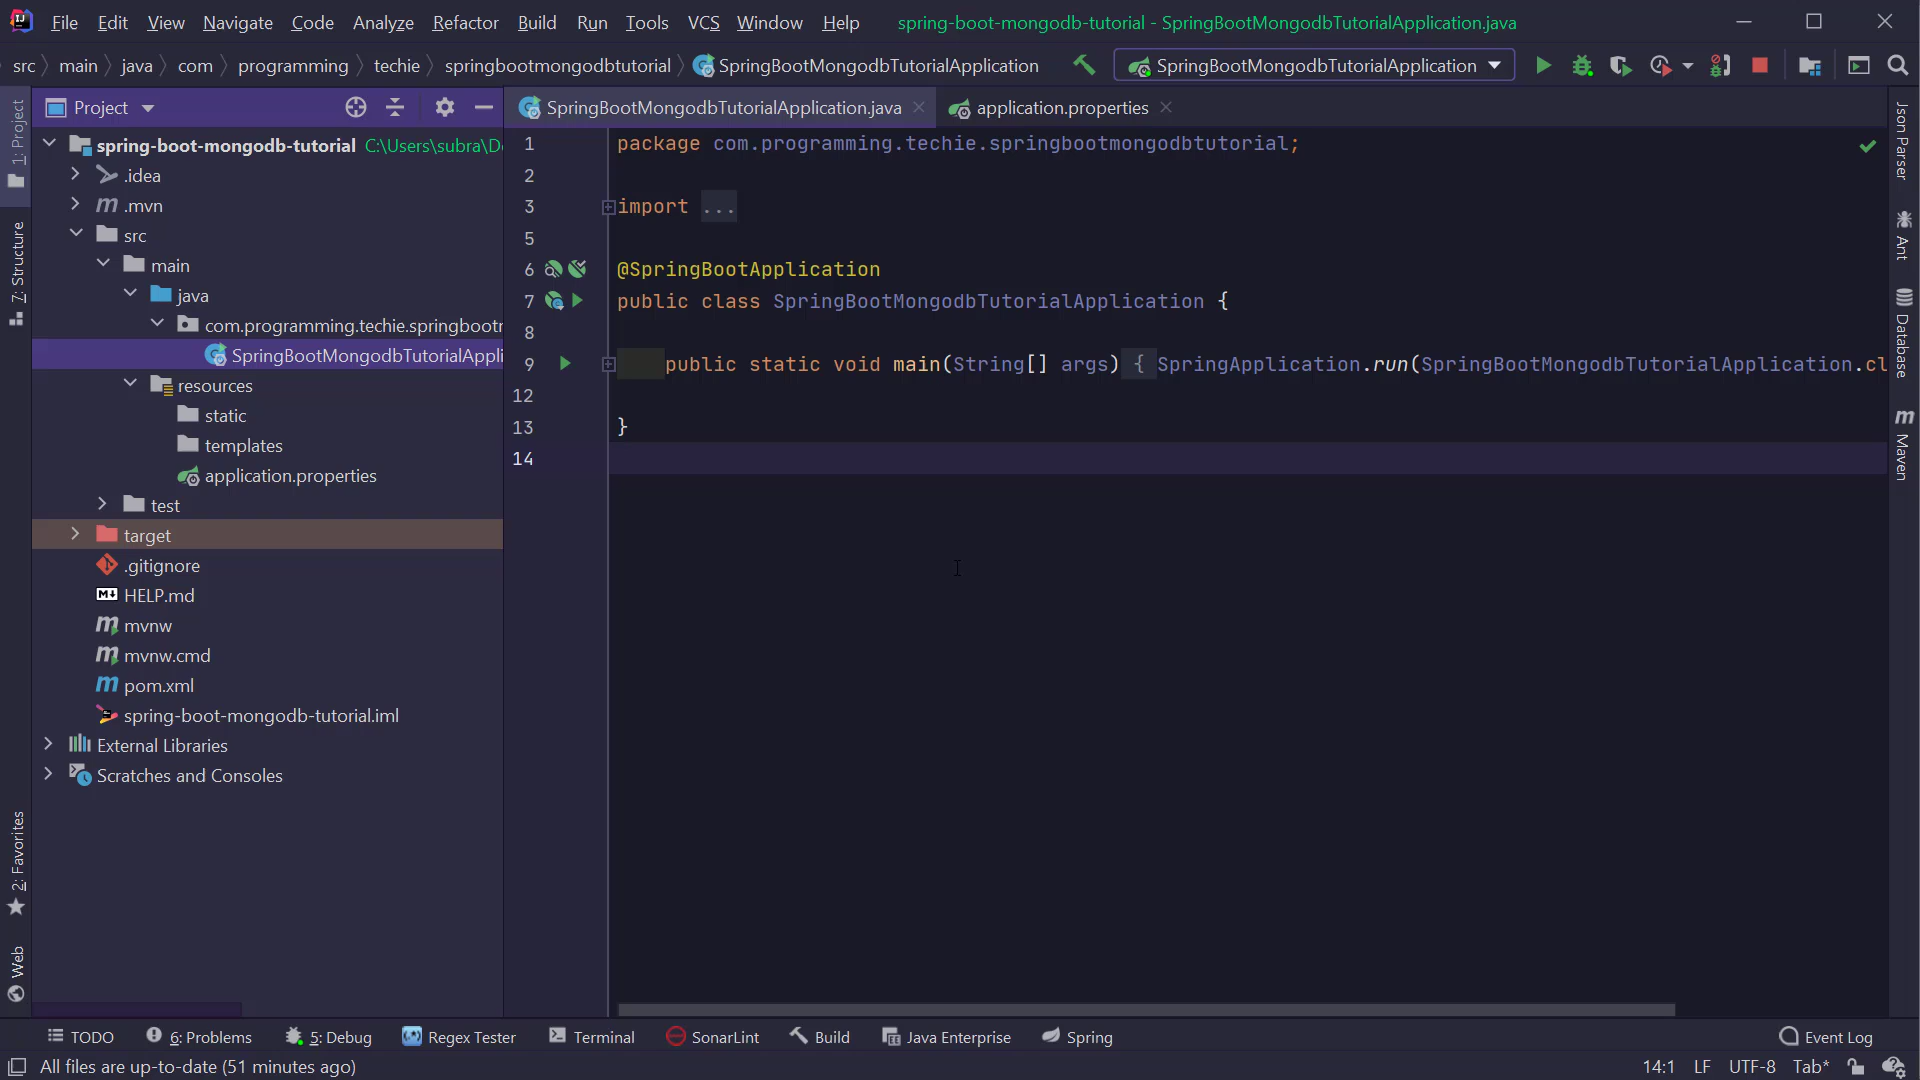 File Edit View Navigate Code Analyze Refactor Build Run Tools VCS Window Help spring-boot-mongodb-tutorial - SpringBootMongodbTutorialApplication.java
src main java com programming techie springbootmongodbtutorial SpringBootMongodbTutorialApplication SpringBootMongodbTutorialApplication
Project
SpringBootMongodbTutorialApplication.java
application.properties
1: Project
7: Structure
2: Favorites
Web
spring-boot-mongodb-tutorial C:\Users\subra\D
.idea
.mvn
src
main
java
com.programming.techie.springboot
SpringBootMongodbTutorialAppli
resources
static
templates
application.properties
test
target
.gitignore
HELP.md
mvnw
mvnw.cmd
pom.xml
spring-boot-mongodb-tutorial.iml
External Libraries
Scratches and Consoles
1 package com.programming.techie.springbootmongodbtutorial;
2
3 import ...
5
6 @SpringBootApplication
7 public class SpringBootMongodbTutorialApplication {
8
9 public static void main(String[] args) { SpringApplication.run(SpringBootMongodbTutorialApplication.cl
12
13 }
14
Json Parser
Ant
Database
Maven
TODO 6: Problems 5: Debug Regex Tester Terminal SonarLint Build Java Enterprise Spring Event Log
All files are up-to-date (51 minutes ago) 14:1 LF UTF-8 Tab*